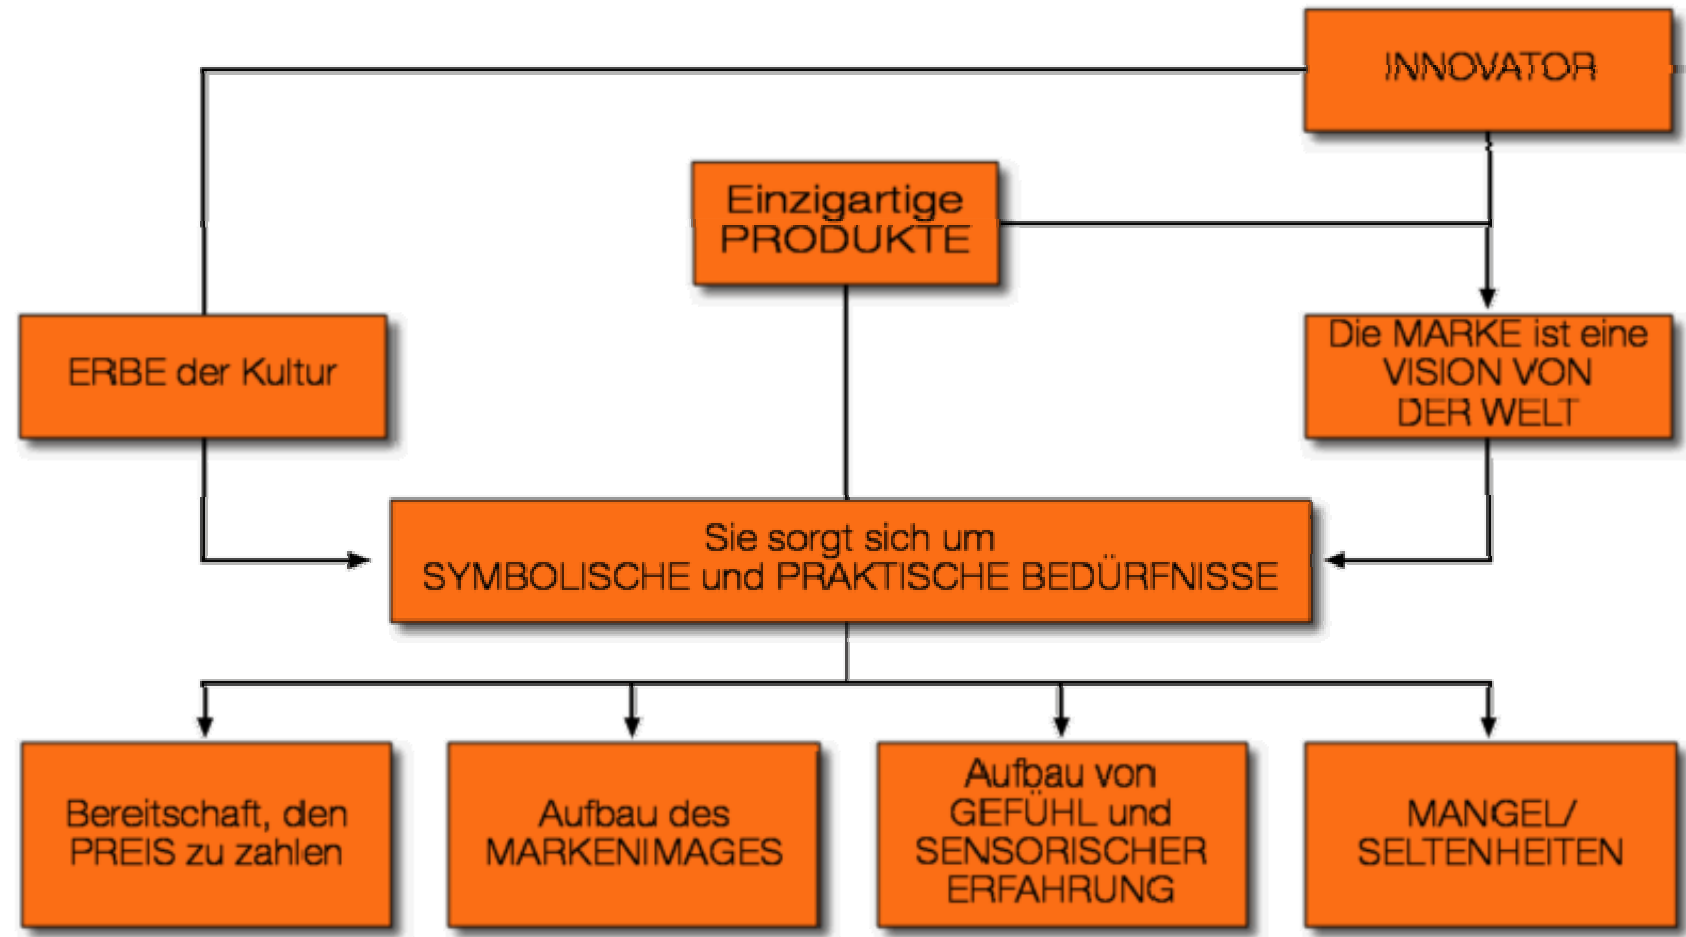 INNOVATOR
Einzigartige
PRODUKTE
ERBE der Kultur
Die MARKE ist eine
VISION VON
DER WELT
Sie sorgt sich um
SYMBOLISCHE und PRAKTISCHE BEDÜRFNISSE
Bereitschaft, den
PREIS zu zahlen
Aufbau des
MARKENIMAGES
Aufbau von
GEFÜHL und
SENSORISCHER
ERFAHRUNG
MANGEL/
SELTENHEITEN